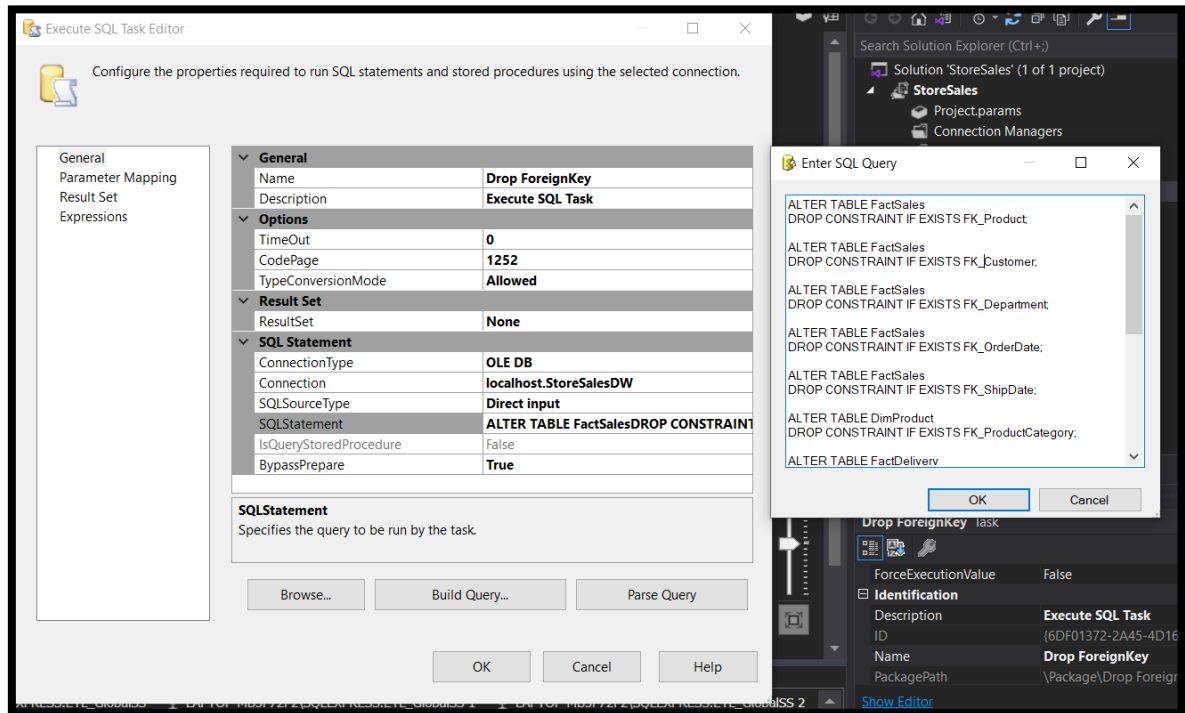 Execute SQL Task Editor
Configure the properties required to run SQL statements and stored procedures using the selected connection.
General
Parameter Mapping
Result Set
Expressions
General
Name Drop ForeignKey
Description Execute SQL Task
Options
TimeOut 0
CodePage 1252
TypeConversionMode Allowed
Result Set
ResultSet None
SQL Statement
ConnectionType OLE DB
Connection localhost.StoreSalesDW
SQLSourceType Direct input
SQLStatement ALTER TABLE FactSalesDROP CONSTRAINT
IsQueryStoredProcedure False
BypassPrepare True
SQLStatement
Specifies the query to be run by the task.
Browse... Build Query... Parse Query
OK Cancel Help
Search Solution Explorer (Ctrl+;)
Solution 'StoreSales' (1 of 1 project)
StoreSales
Project.params
Connection Managers
Enter SQL Query
ALTER TABLE FactSales
DROP CONSTRAINT IF EXISTS FK_Product;
ALTER TABLE FactSales
DROP CONSTRAINT IF EXISTS FK_Customer;
ALTER TABLE FactSales
DROP CONSTRAINT IF EXISTS FK_Department;
ALTER TABLE FactSales
DROP CONSTRAINT IF EXISTS FK_OrderDate;
ALTER TABLE FactSales
DROP CONSTRAINT IF EXISTS FK_ShipDate;
ALTER TABLE DimProduct
DROP CONSTRAINT IF EXISTS FK_ProductCategory;
ALTER TABLE FactDelivery
OK Cancel
Drop ForeignKey Task
ForceExecutionValue False
Identification
Description Execute SQL Task
ID {6DF01372-2A45-4D16
Name Drop ForeignKey
PackagePath \Package\Drop Foreign
Show Editor